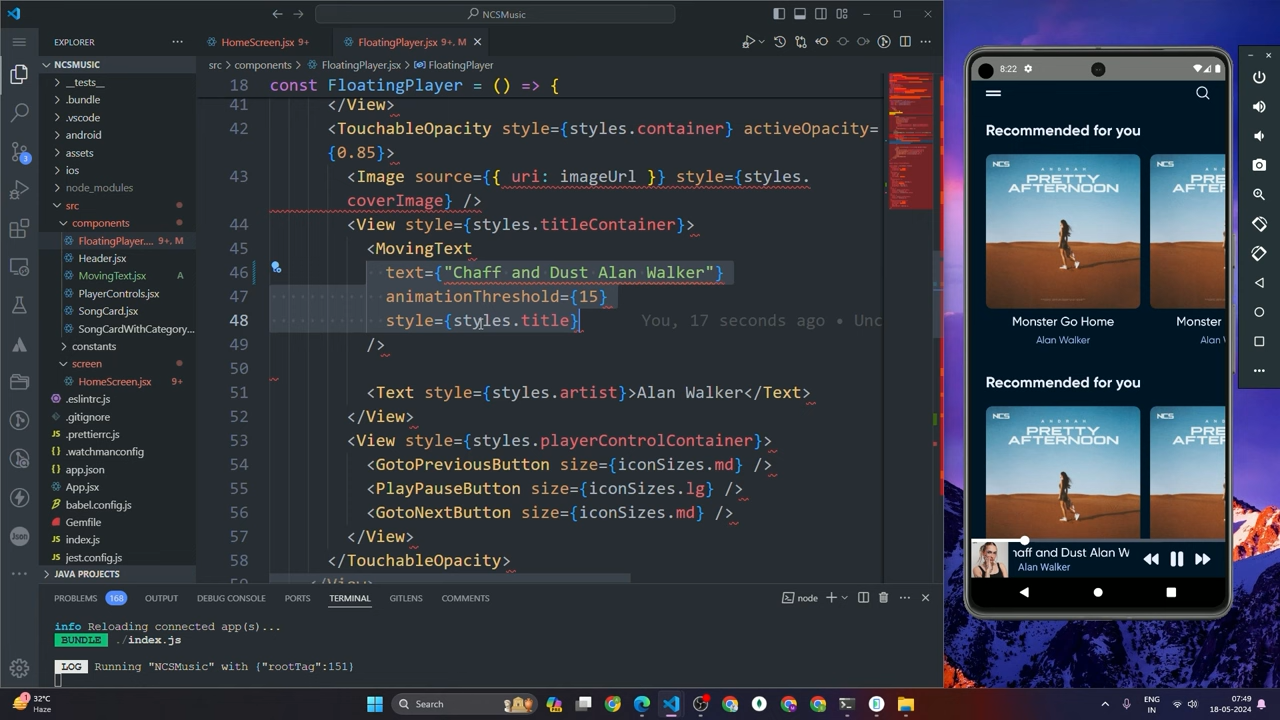 NCSMusic
EXPLORER
HomeScreen.jsx 9+
FloatingPlayer.jsx 9+, M
NCSMUSIC
src > components > FloatingPlayer.jsx > FloatingPlayer
__tests__
.bundle
.vscode
android
assets
ios
node_modules
src
components
FloatingPlayer.... 9+, M
Header.jsx
MovingText.jsx A
PlayerControls.jsx
SongCard.jsx
SongCardWithCategory...
constants
screen
HomeScreen.jsx 9+
.eslintrc.js
.gitignore
.prettierrc.js
.watchmanconfig
app.json
App.jsx
babel.config.js
Gemfile
index.js
jest.config.js
JAVA PROJECTS
3
Json
18 const FloatingPlayer = () => {
41 </View>
42 <TouchableOpacity style={styles.container} activeOpacity=
{0.85}>
43 <Image source={{ uri: imageUrl }} style={styles.
coverImage} />
44 <View style={styles.titleContainer}>
45 <MovingText
46 text={"Chaff and Dust Alan Walker"}
47 animationThreshold={15}
48 style={styles.title} You, 17 seconds ago • Unc
49 />
50
51 <Text style={styles.artist}>Alan Walker</Text>
52 </View>
53 <View style={styles.playerControlContainer}>
54 <GotoPreviousButton size={iconSizes.md} />
55 <PlayPauseButton size={iconSizes.lg} />
56 <GotoNextButton size={iconSizes.md} />
57 </View>
58 </TouchableOpacity>
PROBLEMS 168 OUTPUT DEBUG CONSOLE PORTS TERMINAL GITLENS COMMENTS
node
info Reloading connected app(s)...
BUNDLE ./index.js
LOG Running "NCSMusic" with {"rootTag":151}
8:22
Recommended for you
NCS
PRETTY
AFTERNOON
NCS
PRETTY
Monster Go Home
Monster
Alan Walker
Alan W
Recommended for you
NCS
PRETTY
AFTERNOON
NCS
PRETTY
haff and Dust Alan W
Alan Walker
32°C
Haze
Search
ENG
IN
07:49
18-05-2024